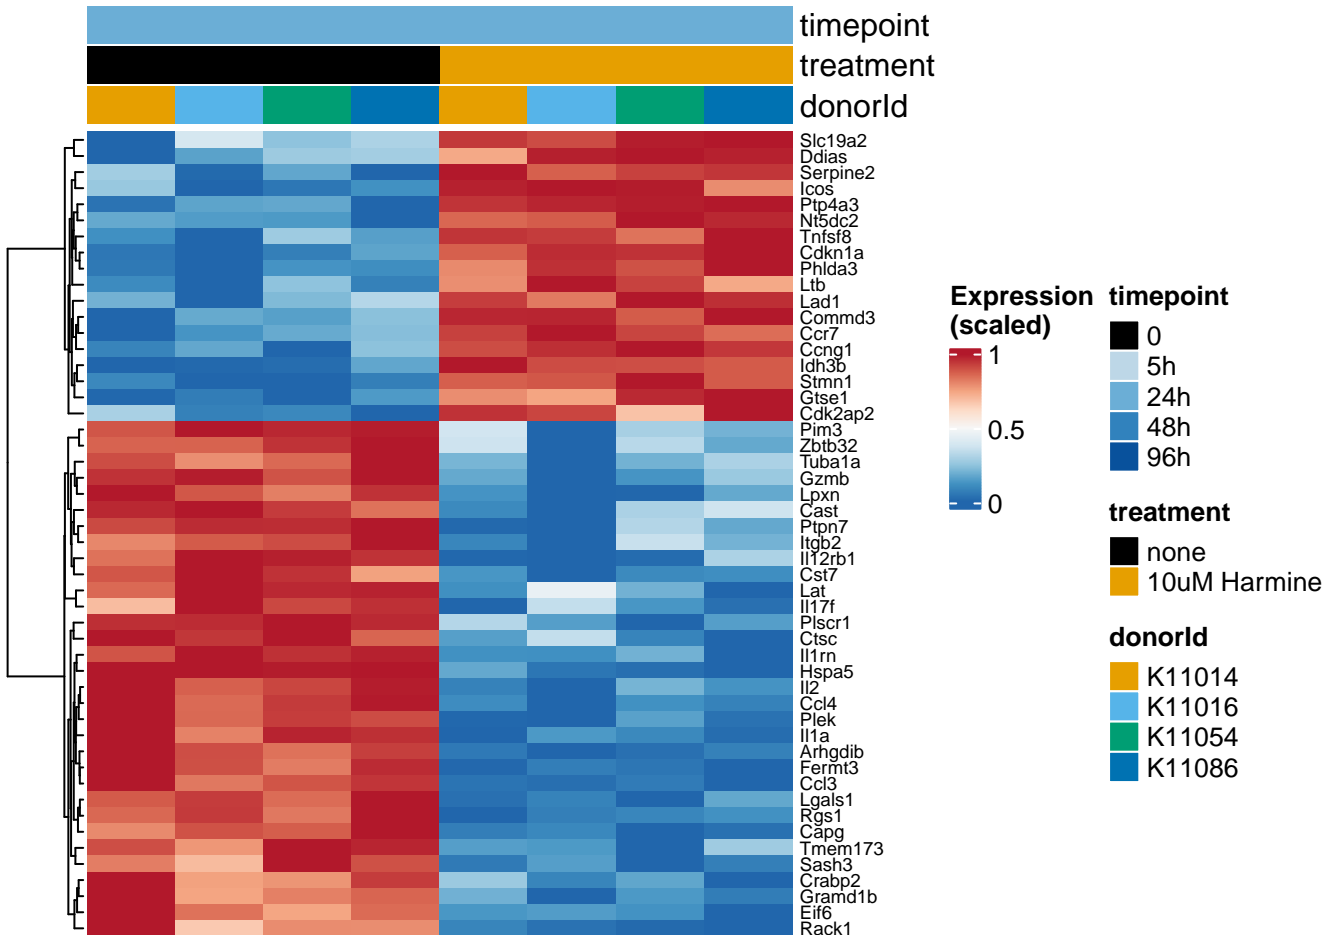 timepoint
treatment
donorId
Slc19a2
Ddias
Serpine2
Icos
Ptp4a3
Nt5dc2
Tnfsf8
Cdkn1a
Phlda3
Ltb
Lad1
Commd3
Ccr7
Ccng1
Idh3b
Stmn1
Gtse1
Cdk2ap2
Pim3
Zbtb32
Tuba1a
Gzmb
Lpxn
Cast
Ptpn7
Itgb2
Il12rb1
Cst7
Lat
Il17f
Plscr1
Ctsc
Il1rn
Hspa5
Il2
Ccl4
Plek
Il1a
Arhgdib
Fermt3
Ccl3
Lgals1
Rgs1
Capg
Tmem173
Sash3
Crabp2
Gramd1b
Eif6
Rack1
Expression
(scaled)
1
0.5
0
timepoint
0
5h
24h
48h
96h
treatment
none
10uM Harmine
donorId
K11014
K11016
K11054
K11086